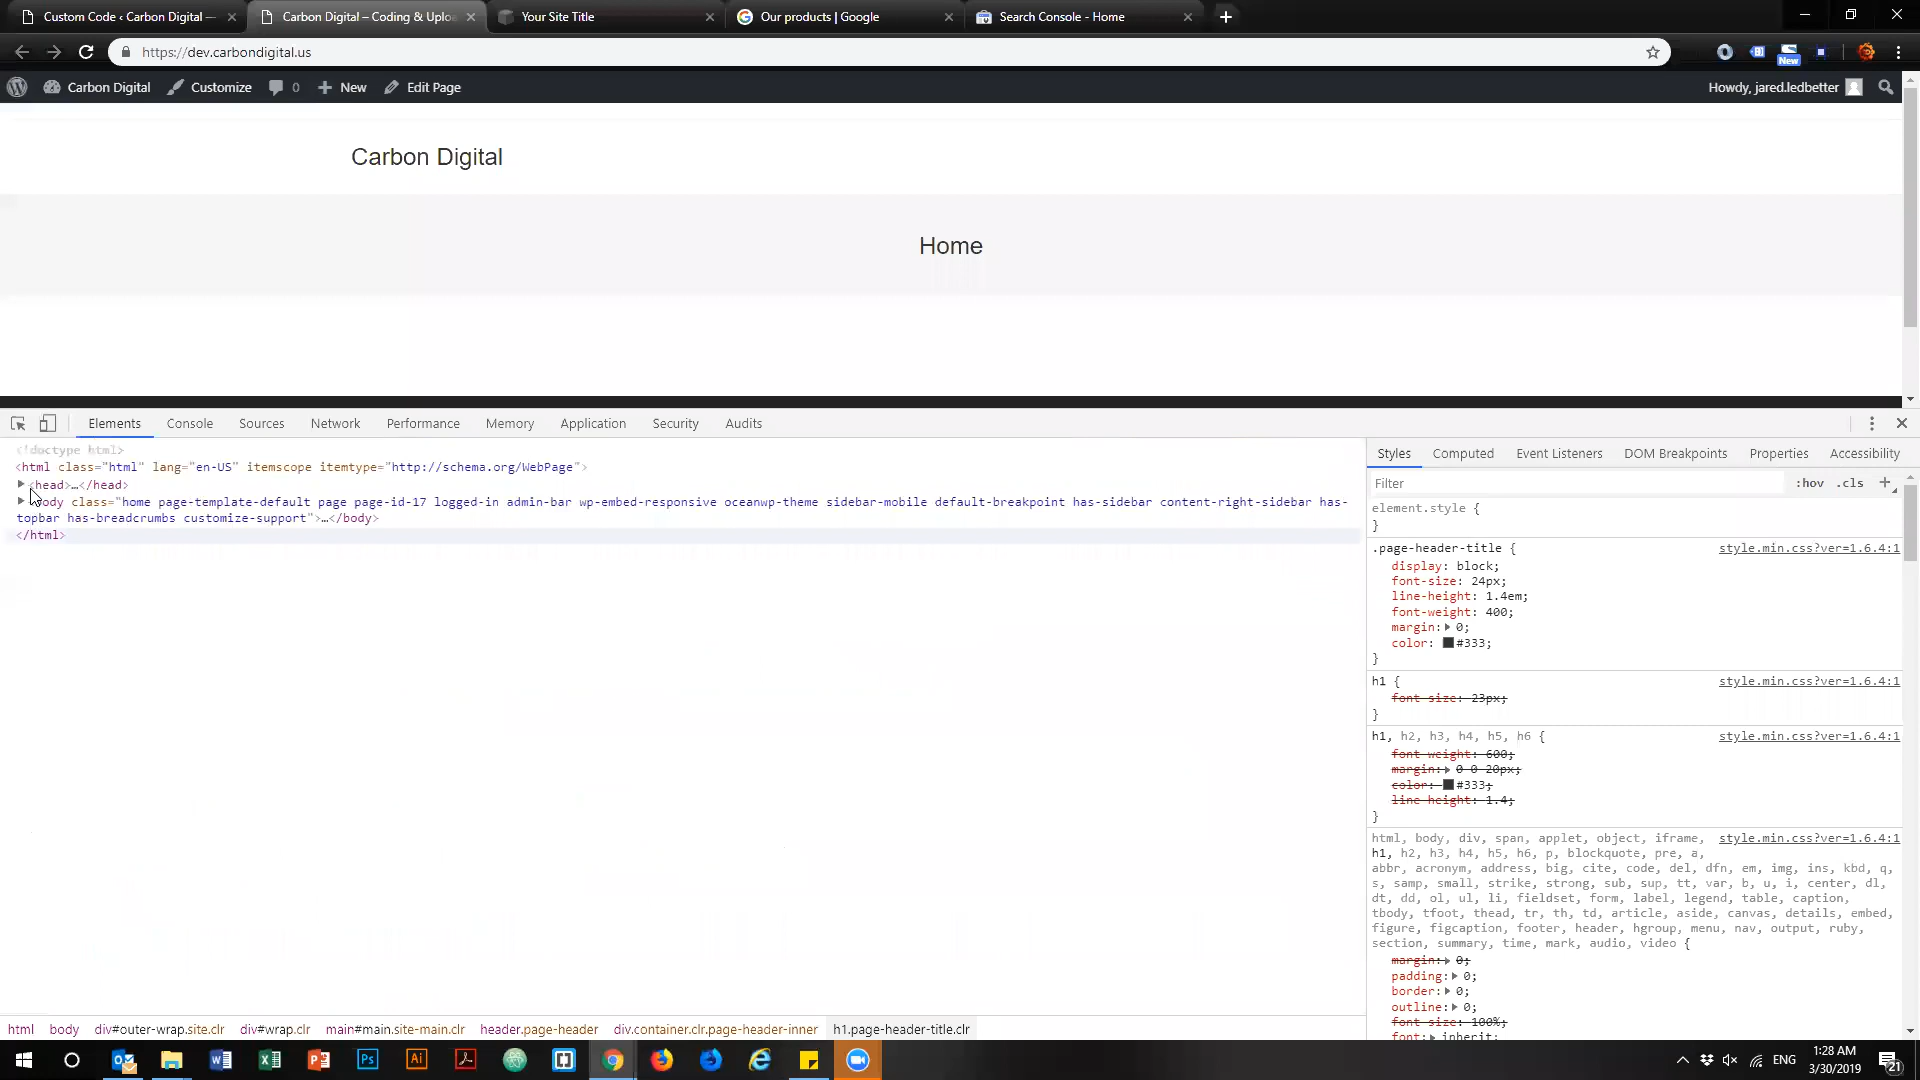 Custom Code ‹ Carbon Digital —
Carbon Digital – Coding & Uplo
Your Site Title
Our products | Google
Search Console - Home
https://dev.carbondigital.us
New
Carbon Digital
Customize
0
New
Edit Page
Howdy, jared.ledbetter
Carbon Digital
Home
Elements
Console
Sources
Network
Performance
Memory
Application
Security
Audits
<!doctype html>
<html class="html" lang="en-US" itemscope itemtype="http://schema.org/WebPage">
<head>…</head>
<body class="home page-template-default page page-id-17 logged-in admin-bar wp-embed-responsive oceanwp-theme sidebar-mobile default-breakpoint has-sidebar content-right-sidebar has-
topbar has-breadcrumbs customize-support">…</body>
</html>
Styles
Computed
Event Listeners
DOM Breakpoints
Properties
Accessibility
Filter
:hov .cls +
element.style {
}
.page-header-title {
style.min.css?ver=1.6.4:1
display: block;
font-size: 24px;
line-height: 1.4em;
font-weight: 400;
margin: 0;
color: #333;
}
h1 {
style.min.css?ver=1.6.4:1
font-size: 23px;
}
h1, h2, h3, h4, h5, h6 {
style.min.css?ver=1.6.4:1
font-weight: 600;
margin: 0 0 20px;
color: #333;
line-height: 1.4;
}
html, body, div, span, applet, object, iframe,
style.min.css?ver=1.6.4:1
h1, h2, h3, h4, h5, h6, p, blockquote, pre, a,
abbr, acronym, address, big, cite, code, del, dfn, em, img, ins, kbd, q,
s, samp, small, strike, strong, sub, sup, tt, var, b, u, i, center, dl,
dt, dd, ol, ul, li, fieldset, form, label, legend, table, caption,
tbody, tfoot, thead, tr, th, td, article, aside, canvas, details, embed,
figure, figcaption, footer, header, hgroup, menu, nav, output, ruby,
section, summary, time, mark, audio, video {
margin: 0;
padding: 0;
border: 0;
outline: 0;
font-size: 100%;
font: inherit;
html
body
div#outer-wrap.site.clr
div#wrap.clr
main#main.site-main.clr
header.page-header
div.container.clr.page-header-inner
h1.page-header-title.clr
ENG
1:28 AM
3/30/2019
21